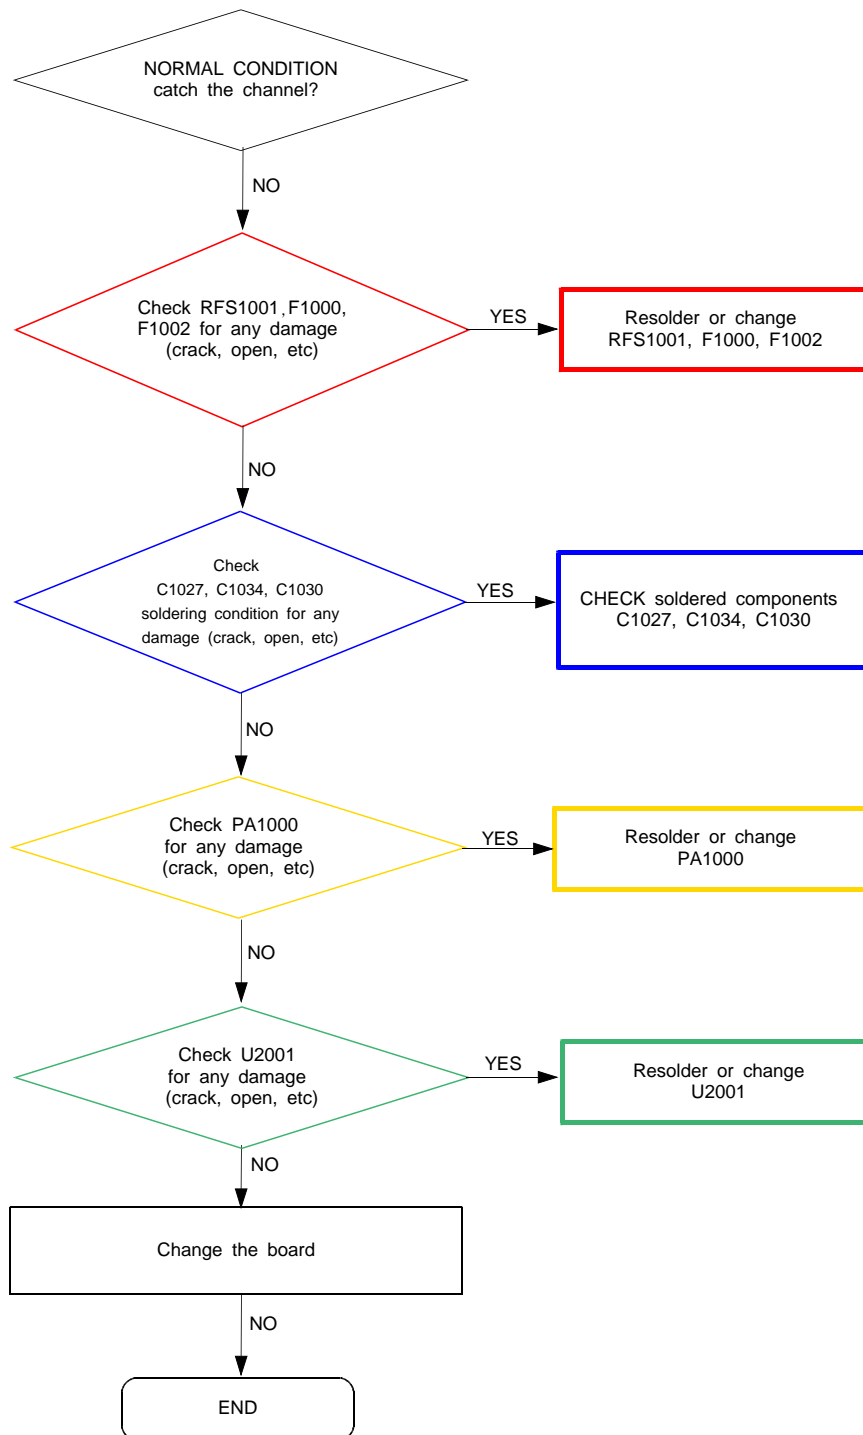 NORMAL CONDITION
catch the channel?
NO
Check RFS1001, F1000,
F1002 for any damage
(crack, open, etc)
YES
Resolder or change
RFS1001, F1000, F1002
NO
Check
C1027, C1034, C1030
soldering condition for any
damage (crack, open, etc)
YES
CHECK soldered components
C1027, C1034, C1030
NO
Check PA1000
for any damage
(crack, open, etc)
YES
Resolder or change
PA1000
NO
Check U2001
for any damage
(crack, open, etc)
YES
Resolder or change
U2001
NO
Change the board
NO
END